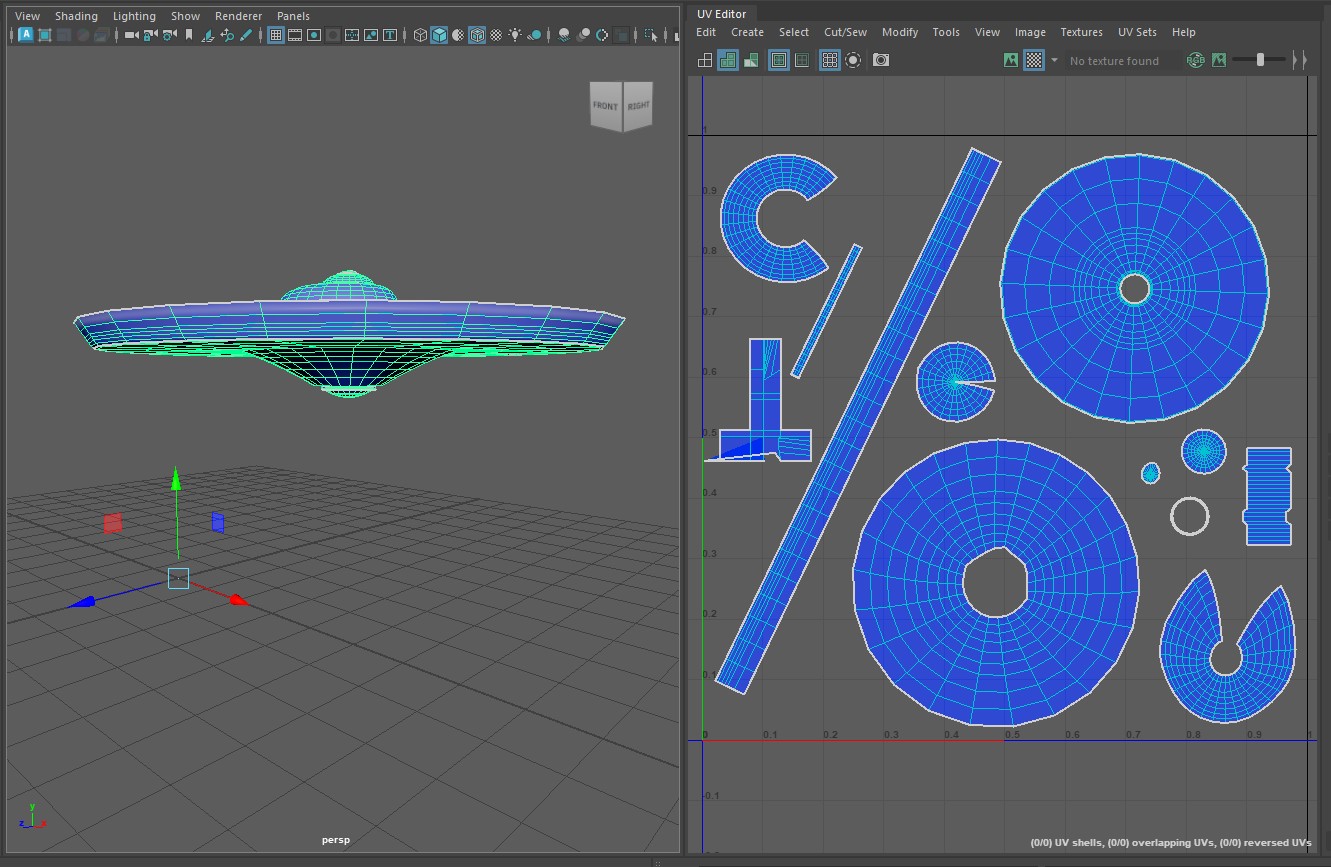 View Shading Lighting Show Renderer Panels
A
T
FRONT RIGHT
y
z x
persp
UV Editor
Edit Create Select Cut/Sew Modify Tools View Image Textures UV Sets Help
No texture found
RGB
1
0.9
0.8
0.7
0.6
0.5
0.4
0.3
0.2
0.1
0 0.1 0.2 0.3 0.4 0.5 0.6 0.7 0.8 0.9 1
-0.1
(0/0) UV shells, (0/0) overlapping UVs, (0/0) reversed UVs